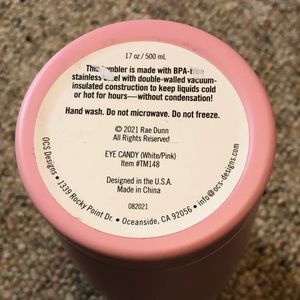 17 oz / 500 mL
This tumbler is made with BPA-free
stainless steel with double-walled vacuum-
insulated construction to keep liquids cold
or hot for hours—without condensation!
Hand wash. Do not microwave. Do not freeze.
© 2021 Rae Dunn
All Rights Reserved
EYE CANDY (White/Pink)
Item #TM148
Designed in the U.S.A.
Made in China
082021
OCS Designs • 1339 Rocky Point Dr. • Oceanside, CA 92056 • info@ocs-designs.com